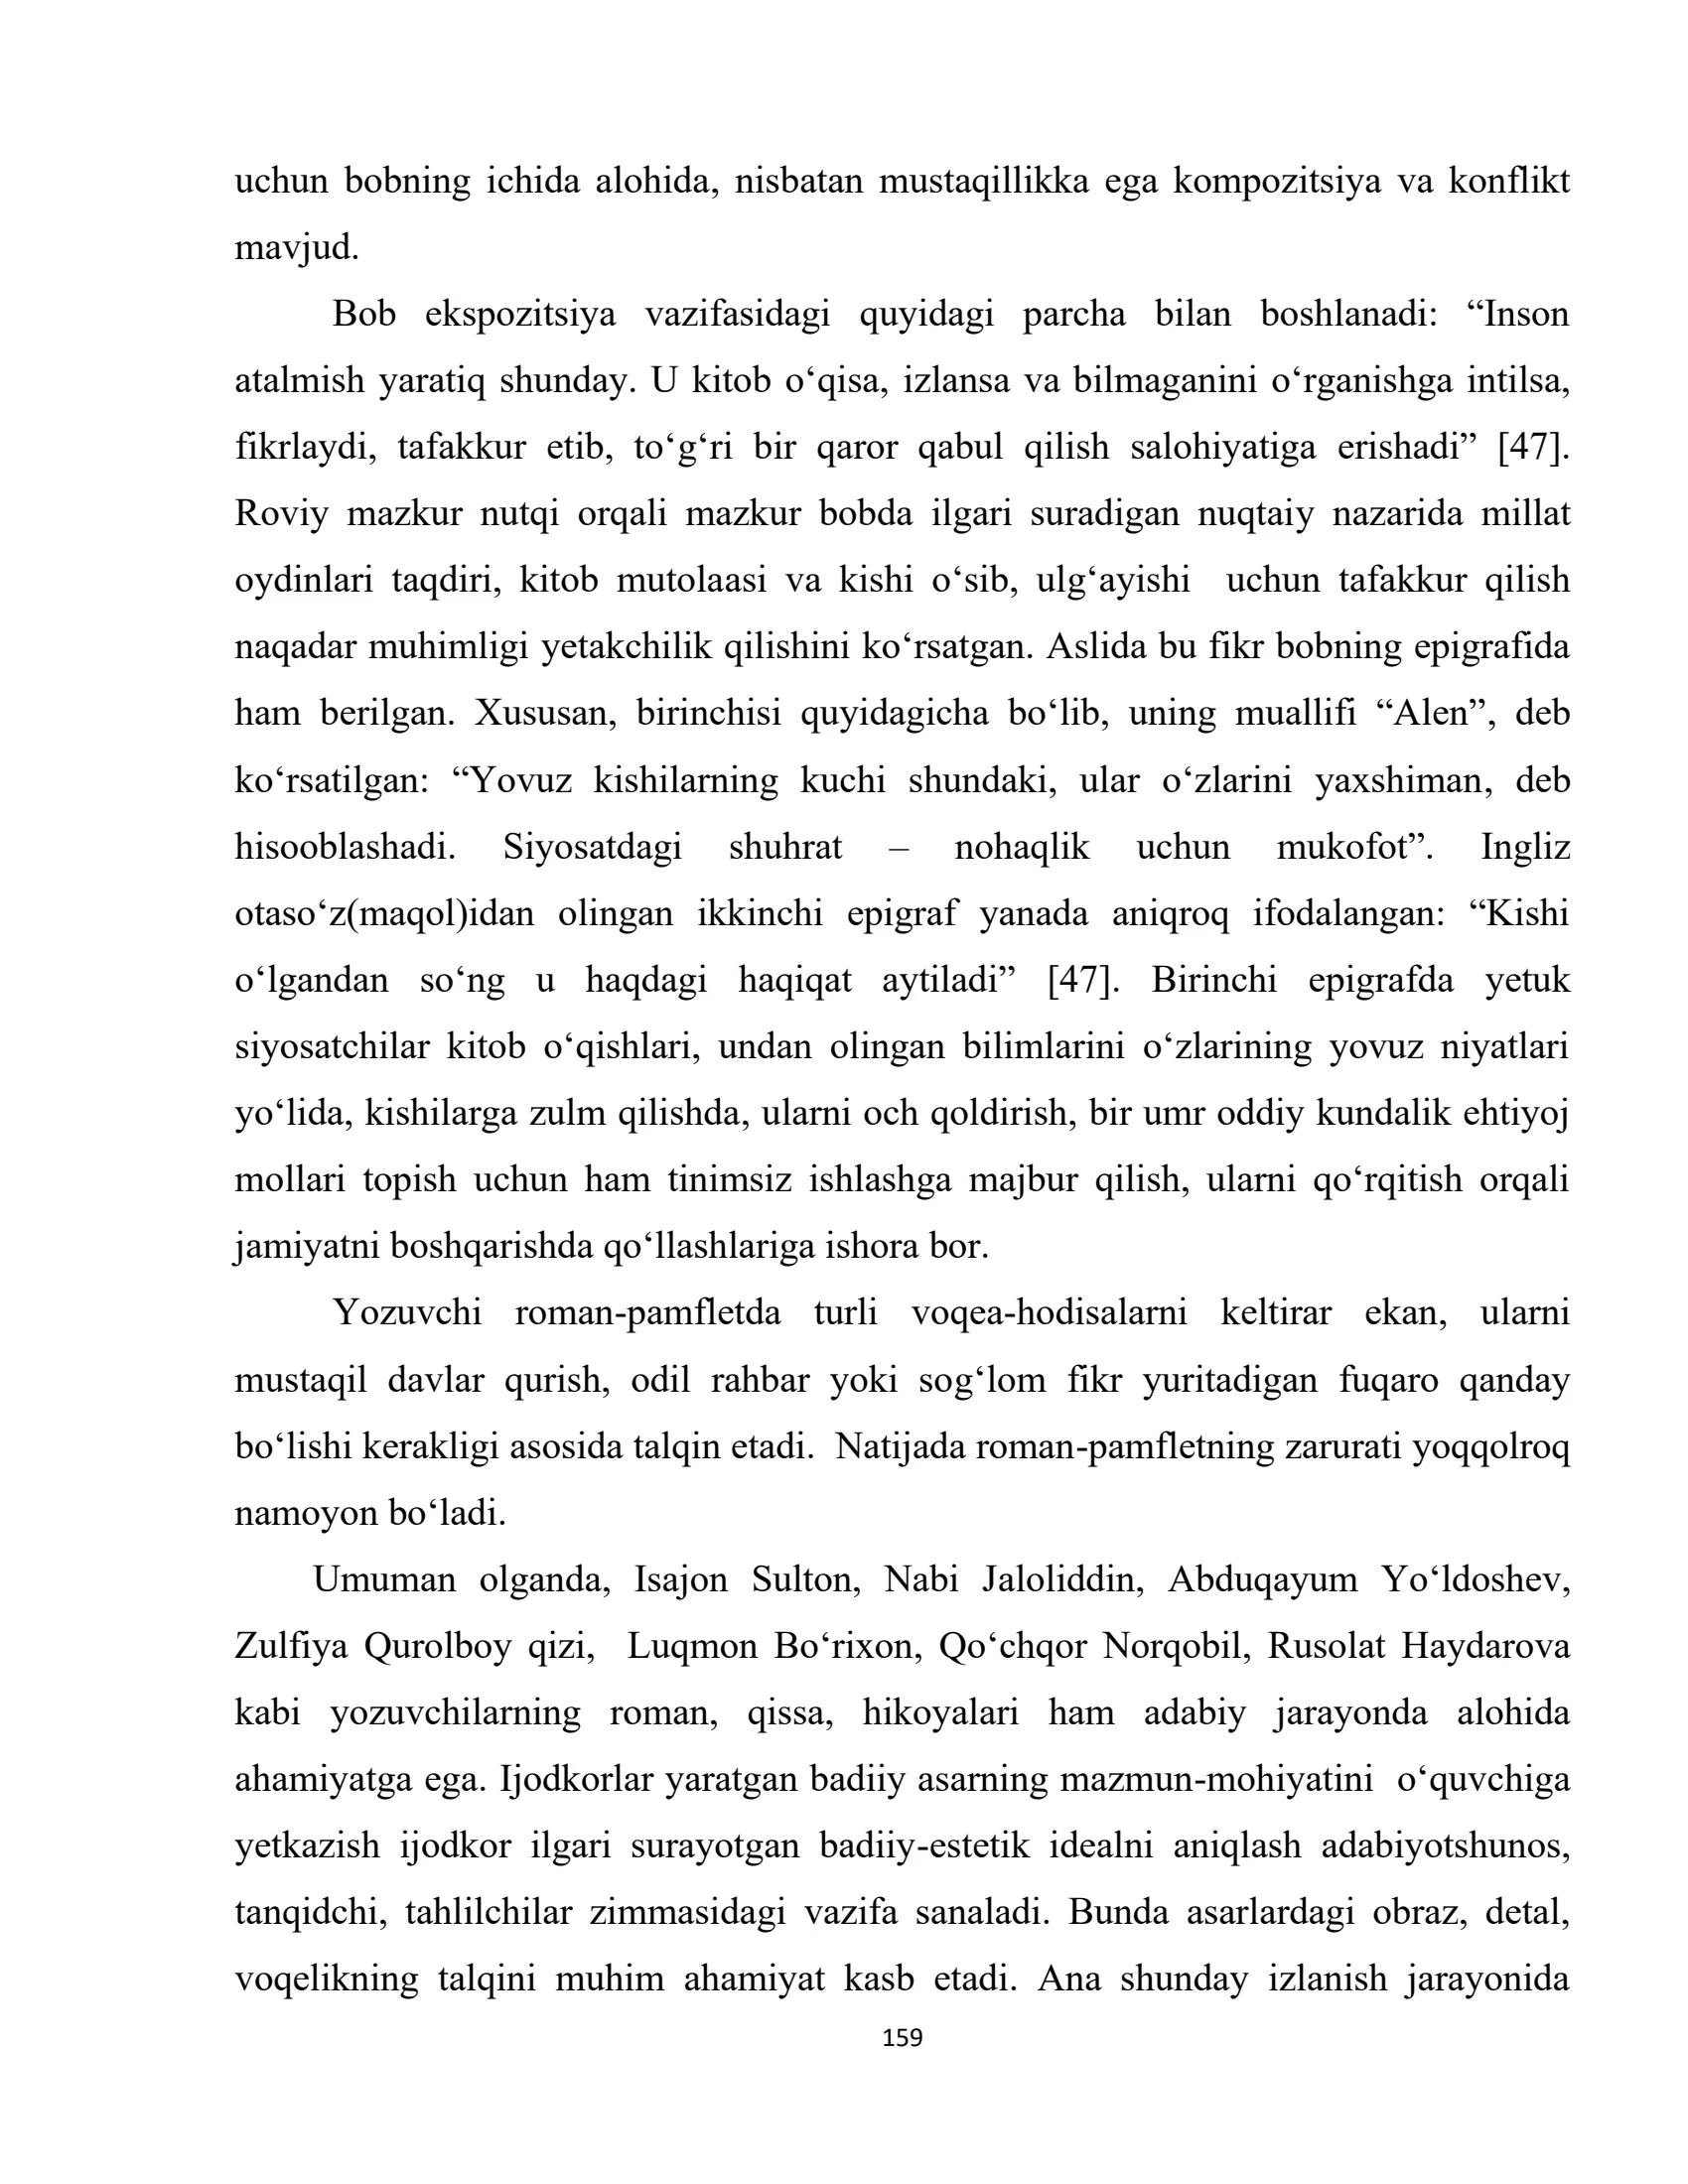 uchun bobning ichida alohida, nisbatan mustaqillikka ega kompozitsiya va konflikt
mavjud.
Bob ekspozitsiya vazifasidagi quyidagi parcha bilan boshlanadi: “Inson
atalmish yaratiq shunday. U kitob o‘qisa, izlansa va bilmaganini o‘rganishga intilsa,
fikrlaydi, tafakkur etib, to‘g‘ri bir qaror qabul qilish salohiyatiga erishadi” [47].
Roviy mazkur nutqi orqali mazkur bobda ilgari suradigan nuqtaiy nazarida millat
oydinlari taqdiri, kitob mutolaasi va kishi o‘sib, ulg‘ayishi uchun tafakkur qilish
naqadar muhimligi yetakchilik qilishini ko‘rsatgan. Aslida bu fikr bobning epigrafida
ham berilgan. Xususan, birinchisi quyidagicha bo‘lib, uning muallifi “Alen”, deb
ko‘rsatilgan: “Yovuz kishilarning kuchi shundaki, ular o‘zlarini yaxshiman, deb
hisooblashadi. Siyosatdagi shuhrat – nohaqlik uchun mukofot”. Ingliz
otaso‘z(maqol)idan olingan ikkinchi epigraf yanada aniqroq ifodalangan: “Kishi
o‘lgandan so‘ng u haqdagi haqiqat aytiladi” [47]. Birinchi epigrafda yetuk
siyosatchilar kitob o‘qishlari, undan olingan bilimlarini o‘zlarining yovuz niyatlari
yo‘lida, kishilarga zulm qilishda, ularni och qoldirish, bir umr oddiy kundalik ehtiyoj
mollari topish uchun ham tinimsiz ishlashga majbur qilish, ularni qo‘rqitish orqali
jamiyatni boshqarishda qo‘llashlariga ishora bor.
Yozuvchi roman-pamfletda turli voqea-hodisalarni keltirar ekan, ularni
mustaqil davlar qurish, odil rahbar yoki sog‘lom fikr yuritadigan fuqaro qanday
bo‘lishi kerakligi asosida talqin etadi. Natijada roman-pamfletning zarurati yoqqolroq
namoyon bo‘ladi.
Umuman olganda, Isajon Sulton, Nabi Jaloliddin, Abduqayum Yo‘ldoshev,
Zulfiya Qurolboy qizi, Luqmon Bo‘rixon, Qo‘chqor Norqobil, Rusolat Haydarova
kabi yozuvchilarning roman, qissa, hikoyalari ham adabiy jarayonda alohida
ahamiyatga ega. Ijodkorlar yaratgan badiiy asarning mazmun-mohiyatini o‘quvchiga
yetkazish ijodkor ilgari surayotgan badiiy-estetik idealni aniqlash adabiyotshunos,
tanqidchi, tahlilchilar zimmasidagi vazifa sanaladi. Bunda asarlardagi obraz, detal,
voqelikning talqini muhim ahamiyat kasb etadi. Ana shunday izlanish jarayonida
159